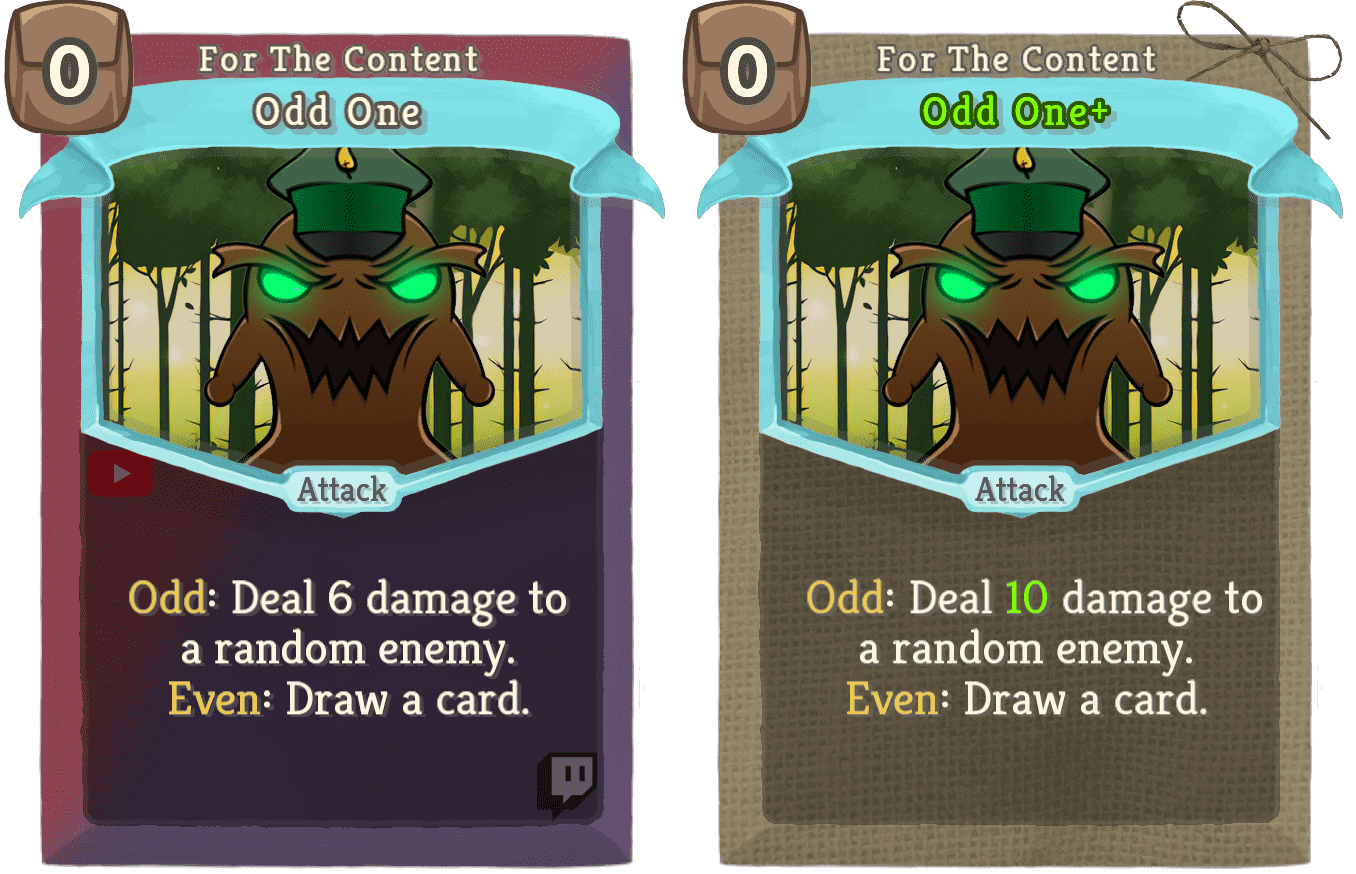 0
For The Content
Odd One
Attack
Odd: Deal 6 damage to
a random enemy.
Even: Draw a card.
0
For The Content
Odd One+
Attack
Odd: Deal 10 damage to
a random enemy.
Even: Draw a card.